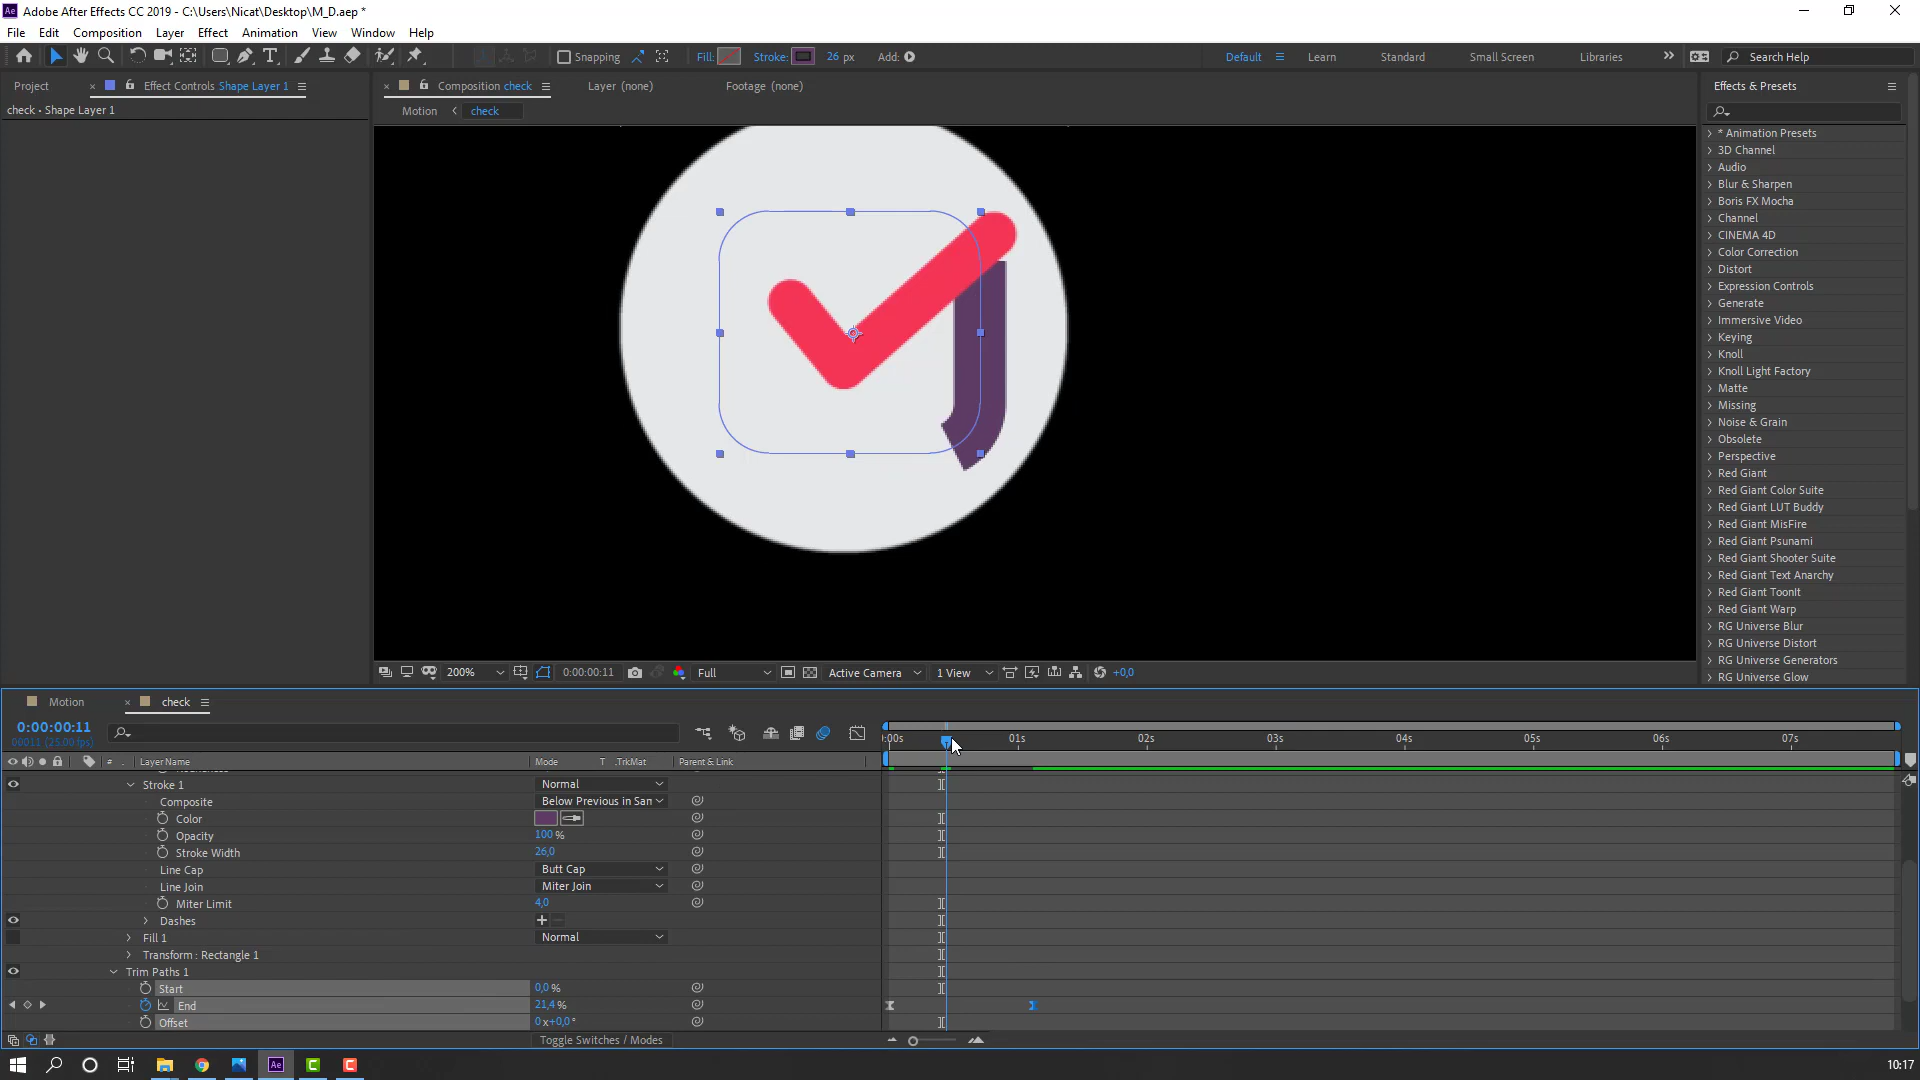 Adobe After Effects CC 2019 - C:\Users\Nicat\Desktop\M_D.aep *
File Edit Composition Layer Effect Animation View Window Help
Snapping Fill: Stroke: 26 px Add: Default Learn Standard Small Screen Libraries Search Help
Project Effect Controls Shape Layer 1 Composition check Layer (none) Footage (none) Effects & Presets
check • Shape Layer 1
Motion check
* Animation Presets
3D Channel
Audio
Blur & Sharpen
Boris FX Mocha
Channel
CINEMA 4D
Color Correction
Distort
Expression Controls
Generate
Immersive Video
Keying
Knoll
Knoll Light Factory
Matte
Missing
Noise & Grain
Obsolete
Perspective
Red Giant
Red Giant Color Suite
Red Giant LUT Buddy
Red Giant MisFire
Red Giant Psunami
Red Giant Shooter Suite
Red Giant Text Anarchy
Red Giant ToonIt
Red Giant Warp
RG Universe Blur
RG Universe Distort
RG Universe Generators
RG Universe Glow
200% 0:00:00:11 Full Active Camera 1 View +0,0
Motion check
0:00:00:11
00011 (25.00 fps)
:00s 01s 02s 03s 04s 05s 06s 07s
# . Layer Name Mode T .TrkMat Parent & Link
Stroke 1 Normal
Composite Below Previous in San
Color
Opacity 100 %
Stroke Width 26,0
Line Cap Butt Cap
Line Join Miter Join
Miter Limit 4,0
Dashes
Fill 1 Normal
Transform : Rectangle 1
Trim Paths 1
Start 0,0 %
End 21,4 %
Offset 0 x+0,0 °
Toggle Switches / Modes
10:17